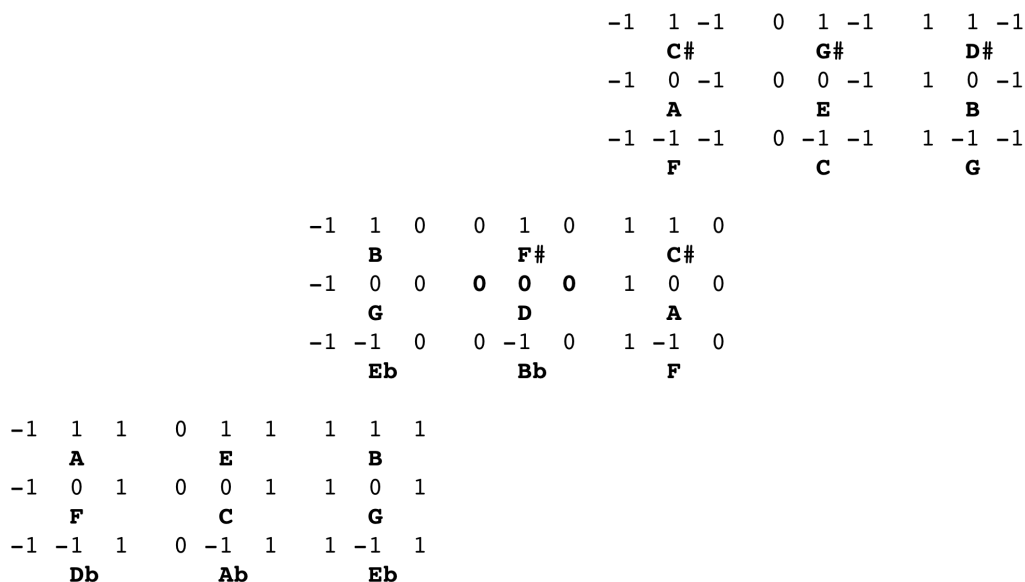 -1 1 -1 0 1 -1 1 1 -1
C# G# D#
-1 0 -1 0 0 -1 1 0 -1
A E B
-1 -1 -1 0 -1 -1 1 -1 -1
F C G
-1 1 0 0 1 0 1 1 0
B F# C#
-1 0 0 0 0 0 1 0 0
G D A
-1 -1 0 0 -1 0 1 -1 0
Eb Bb F
-1 1 1 0 1 1 1 1 1
A E B
-1 0 1 0 0 1 1 0 1
F C G
-1 -1 1 0 -1 1 1 -1 1
Db Ab Eb